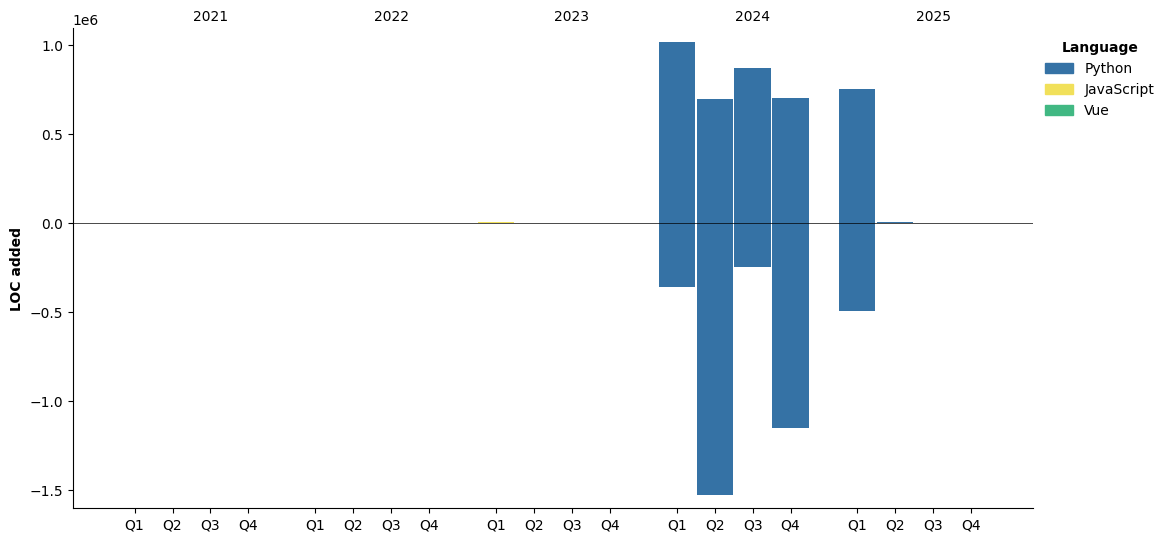 1e6
2021 2022 2023 2024 2025
Language
Python
JavaScript
Vue
LOC added
1.0
0.5
0.0
−0.5
−1.0
−1.5
Q1 Q2 Q3 Q4 Q1 Q2 Q3 Q4 Q1 Q2 Q3 Q4 Q1 Q2 Q3 Q4 Q1 Q2 Q3 Q4